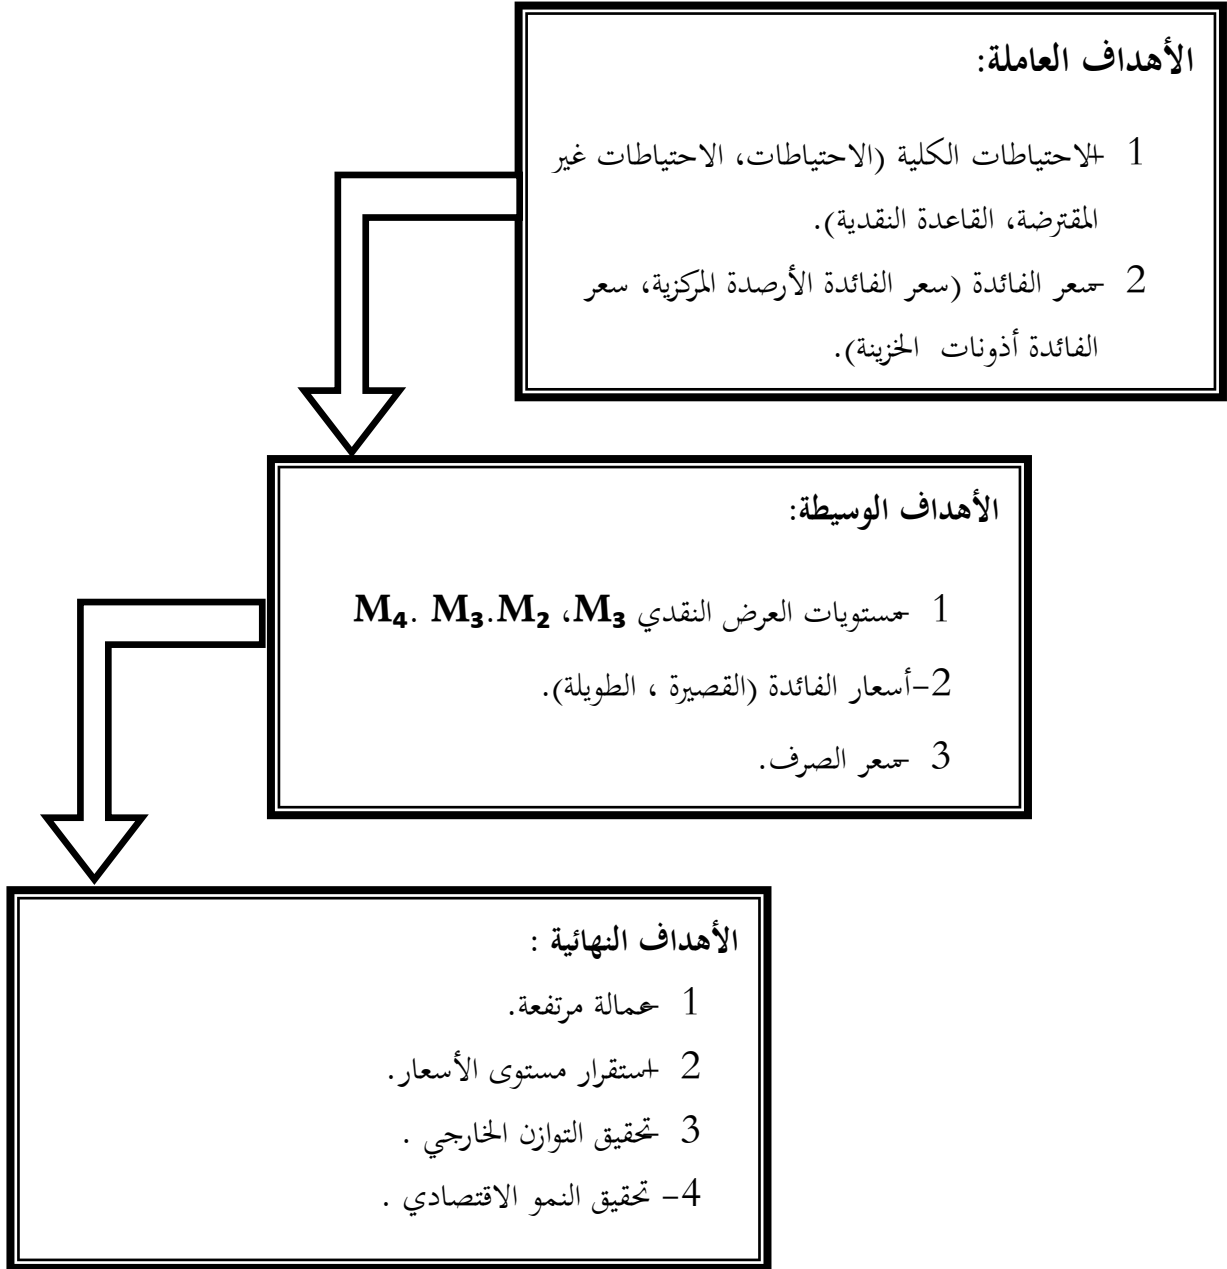 الأهداف العاملة:
1 -الاحتياطات الكلية (الاحتياطات، الاحتياطات غير
المقترضة، القاعدة النقدية).
2 -سعر الفائدة (سعر الفائدة الأرصدة المركزية، سعر
الفائدة أذونات الخزينة).
الأهداف الوسيطة:
1 -مستويات العرض النقدي M₃، M₂.M₃ .M₄
2-أسعار الفائدة (القصيرة ، الطويلة).
3 -سعر الصرف.
الأهداف النهائية :
1 -عمالة مرتفعة.
2 -استقرار مستوى الأسعار.
3 -تحقيق التوازن الخارجي .
4- تحقيق النمو الاقتصادي .